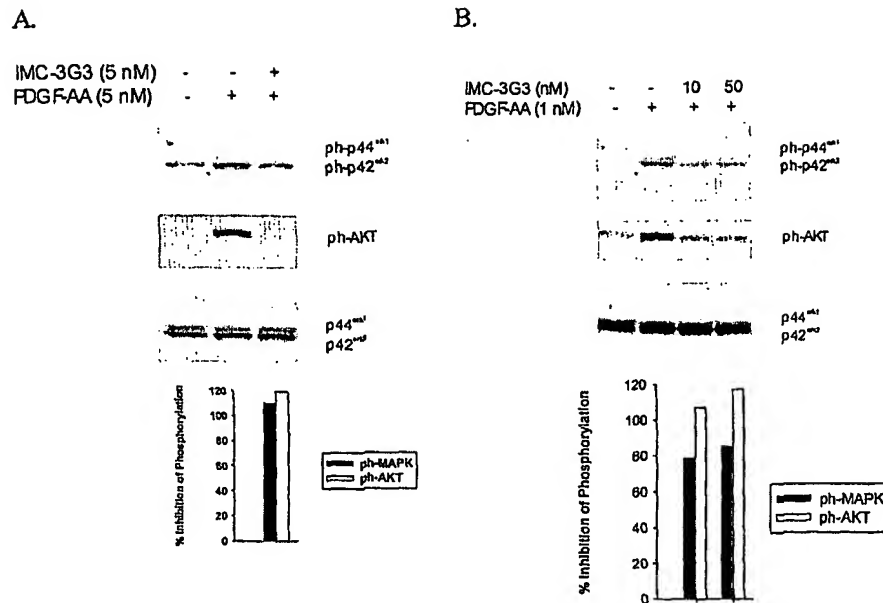 A.
IMC-3G3 (5 nM) - - +
PDGF-AA (5 nM) - + +
ph-p44
ph-p42
ph-AKT
p44
p42
% Inhibition of Phosphorylation
120
100
80
60
40
20
0
ph-MAPK
ph-AKT
B.
IMC-3G3 (nM) - - 10 50
PDGF-AA (1 nM) - + + +
ph-p44
ph-p42
ph-AKT
p44
p42
% Inhibition of Phosphorylation
120
100
80
60
40
20
0
ph-MAPK
ph-AKT